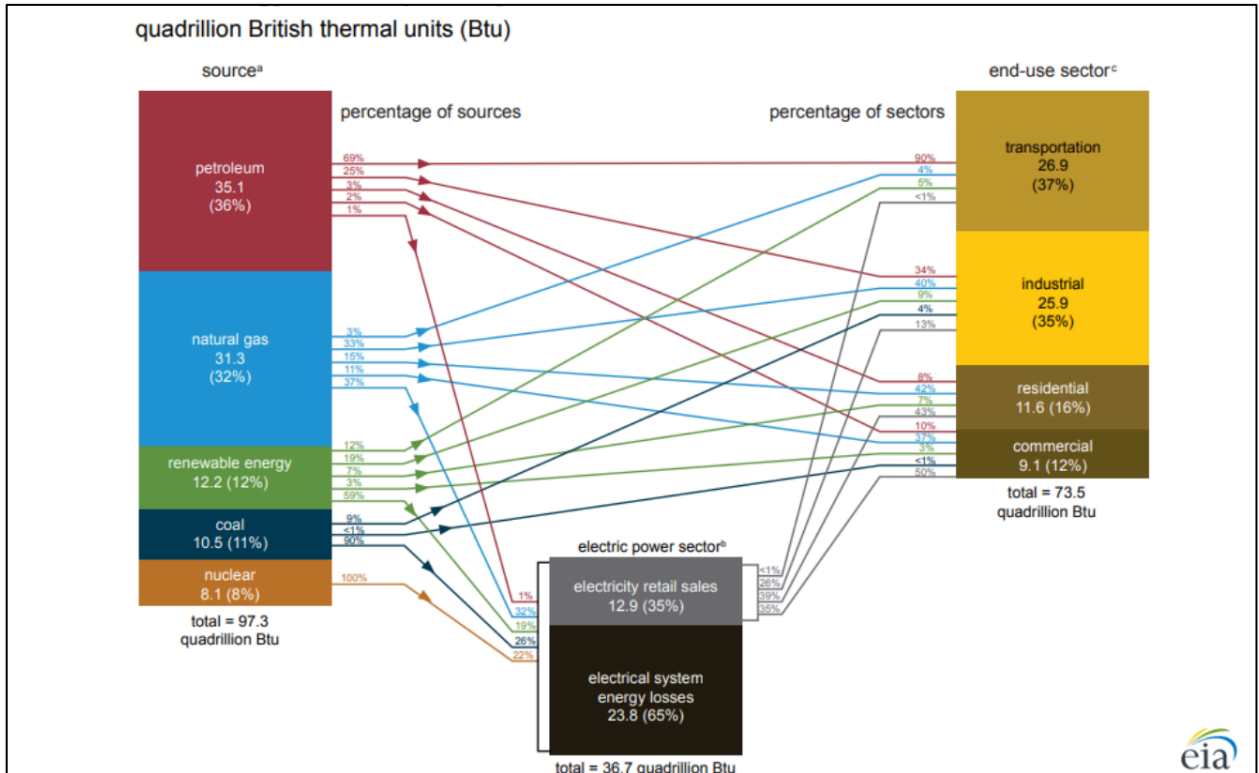 quadrillion British thermal units (Btu)
sourceᵃ
end-use sectorᶜ
percentage of sources
percentage of sectors
petroleum
35.1
(36%)
69%
25%
3%
2%
1%
natural gas
31.3
(32%)
3%
33%
15%
11%
37%
renewable energy
12.2 (12%)
12%
19%
7%
3%
59%
coal
10.5 (11%)
9%
<1%
90%
nuclear
8.1 (8%)
100%
total = 97.3
quadrillion Btu
90%
4%
5%
<1%
transportation
26.9
(37%)
34%
40%
9%
4%
13%
industrial
25.9
(35%)
8%
42%
7%
43%
residential
11.6 (16%)
10%
37%
3%
<1%
50%
commercial
9.1 (12%)
total = 73.5
quadrillion Btu
electric power sectorᵇ
1%
32%
19%
26%
22%
electricity retail sales
12.9 (35%)
<1%
26%
39%
35%
electrical system
energy losses
23.8 (65%)
total = 36.7 quadrillion Btu
eia